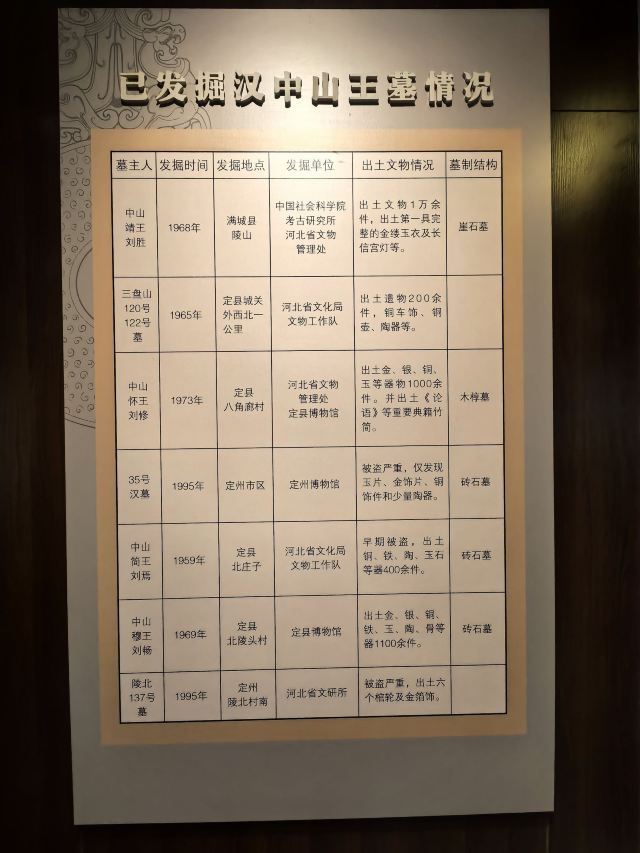 已发掘汉中山王墓情况
墓主人 发掘时间 发掘地点 发掘单位 出土文物情况 墓制结构
中山
靖王
刘胜
1968年
满城县
陵山
中国社会科学院
考古研究所
河北省文物
管理处
出土文物1万余
件，出土第一具完
整的金缕玉衣及长
信宫灯等。
崖石墓
三盘山
120号
122号
墓
1965年
定县城关
外西北一
公里
河北省文化局
文物工作队
出土遗物200余
件，铜车饰、铜
壶、陶器等。
中山
怀王
刘修
1973年
定县
八角廊村
河北省文物
管理处
定县博物馆
出土金、银、铜、
玉等器物1000余
件。并出土《论
语》等重要典籍竹
简。
木椁墓
35号
汉墓
1995年
定州市区
定州博物馆
被盗严重，仅发现
玉片、金饰片、铜
饰件和少量陶器。
砖石墓
中山
简王
刘焉
1959年
定县
北庄子
河北省文化局
文物工作队
早期被盗，出土
铜、铁、陶、玉石
等器400余件。
砖石墓
中山
穆王
刘畅
1969年
定县
北陵头村
定县博物馆
出土金、银、铜、
铁、玉、陶、骨等
器1100余件。
砖石墓
陵北
137号
墓
1995年
定州
陵北村南
河北省文研所
被盗严重，出土六
个棺轮及金箔饰。